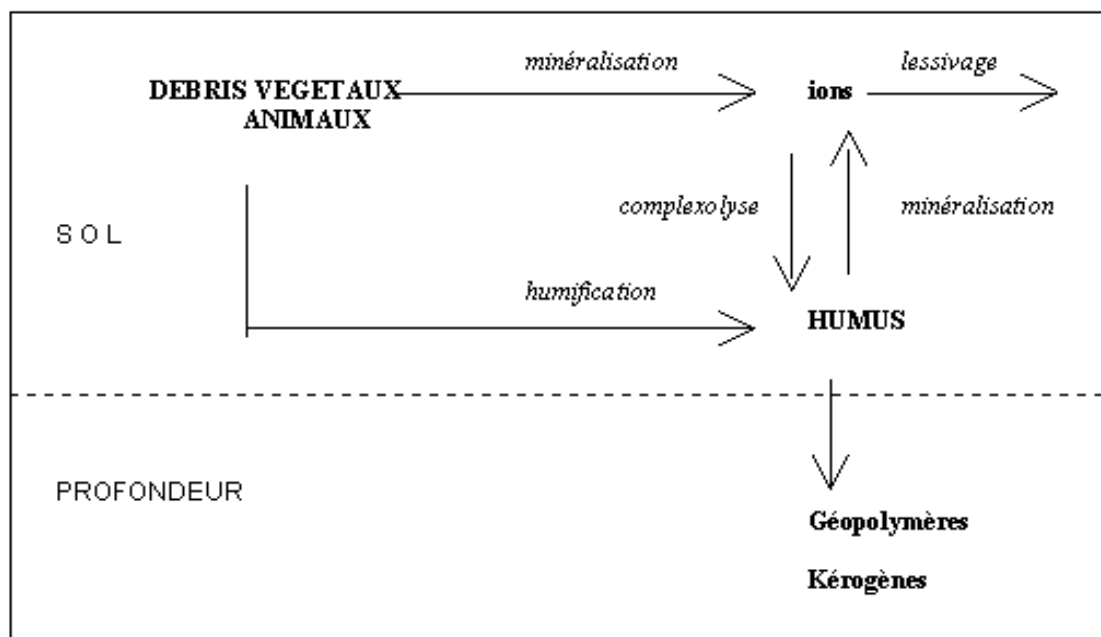 minéralisation
lessivage
DEBRIS VEGETAUX
ions
ANIMAUX
complexolyse
minéralisation
S O L
humification
HUMUS
PROFONDEUR
Géopolymères
Kérogènes